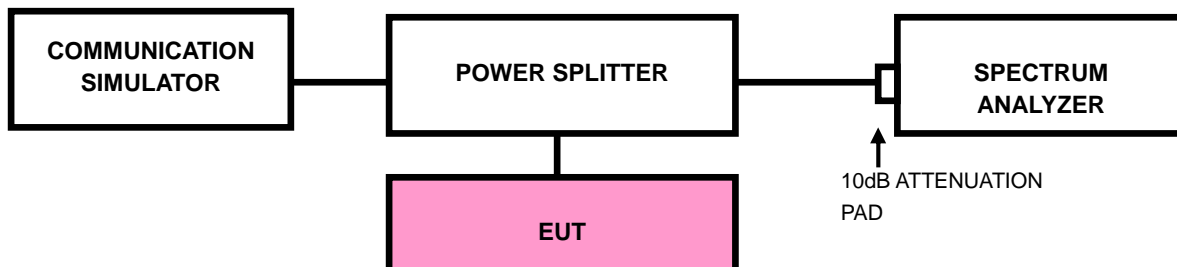 COMMUNICATION
SIMULATOR
POWER SPLITTER
SPECTRUM
ANALYZER
10dB ATTENUATION
PAD
EUT